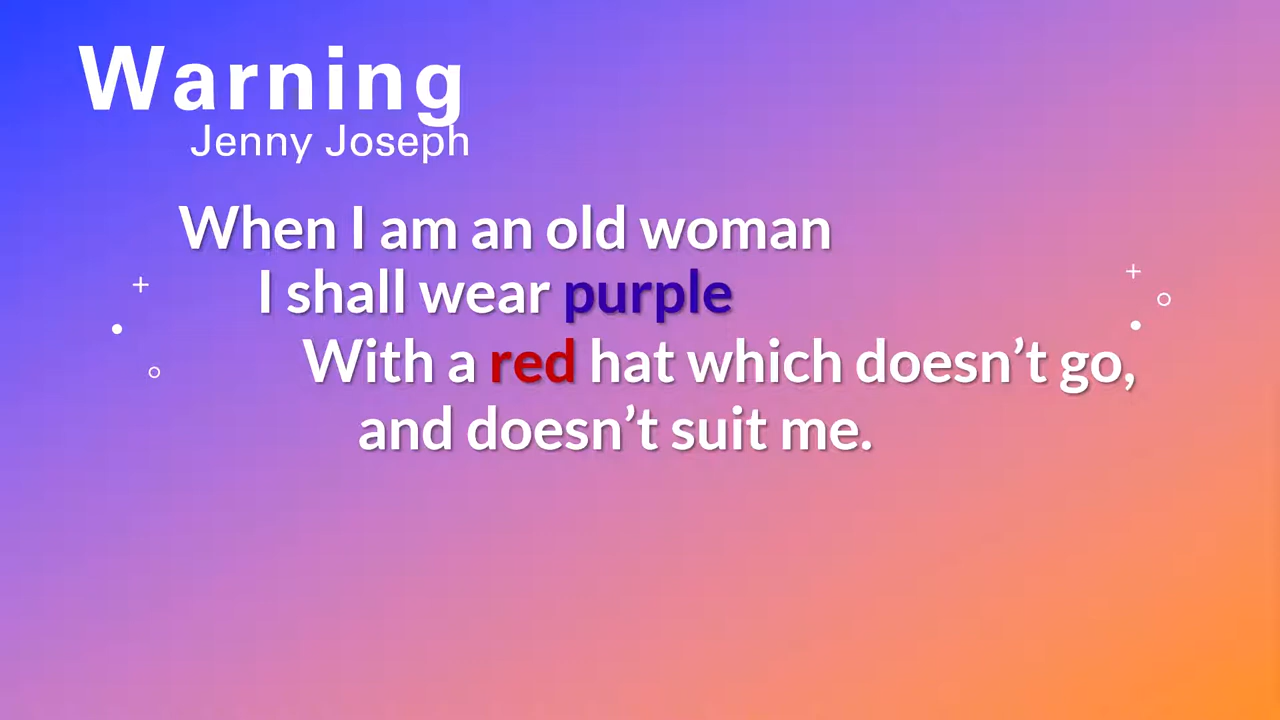 Warning
Jenny Joseph
When I am an old woman
I shall wear purple
With a red hat which doesn’t go,
and doesn’t suit me.